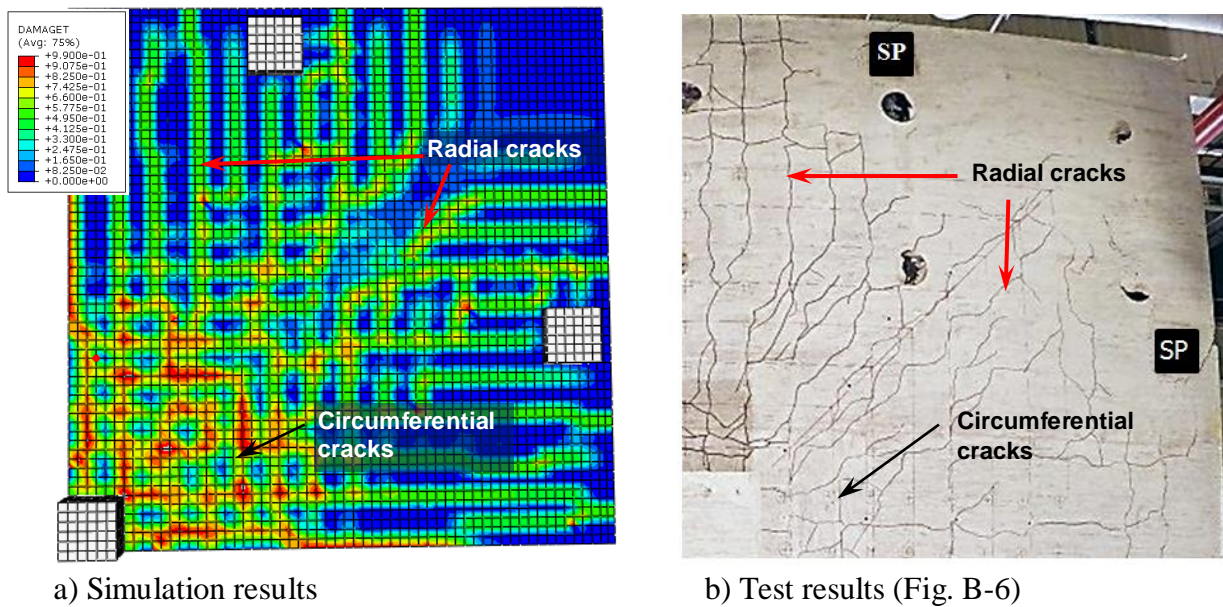 DAMAGET
(Avg: 75%)
+9.900e-01
+9.075e-01
+8.250e-01
+7.425e-01
+6.600e-01
+5.775e-01
+4.950e-01
+4.125e-01
+3.300e-01
+2.475e-01
+1.650e-01
+8.250e-02
+0.000e+00
Radial cracks
Circumferential
cracks
a) Simulation results
SP
Radial cracks
SP
Circumferential
cracks
b) Test results (Fig. B-6)